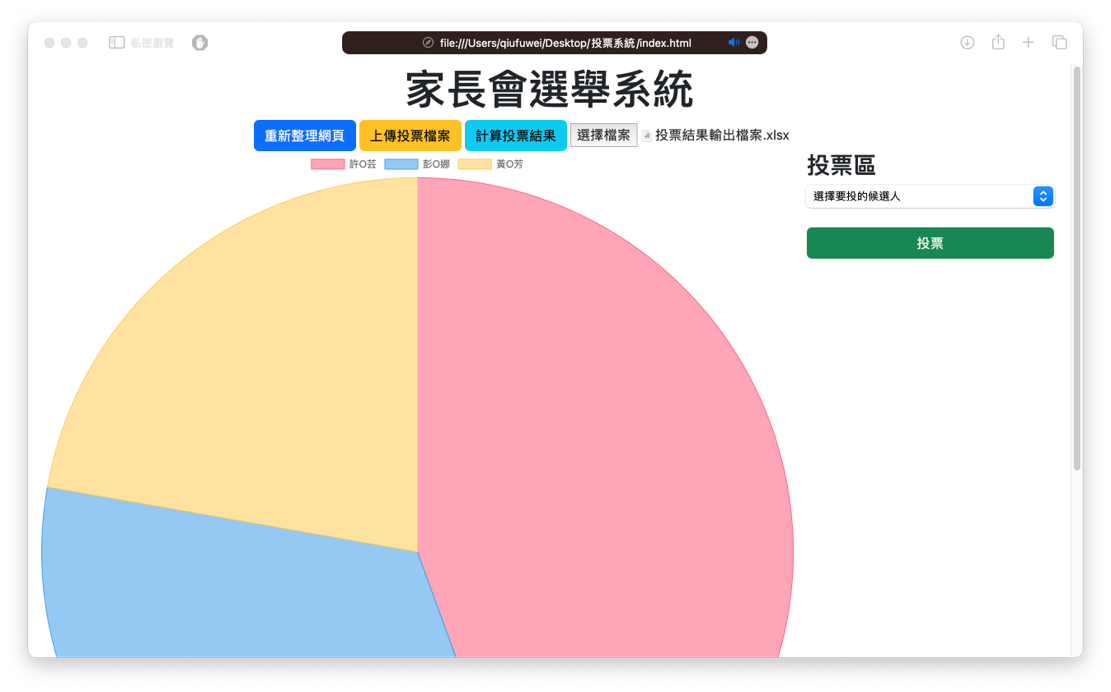 私密瀏覽
file:///Users/qiufuwei/Desktop/投票系統/index.html
家長會選舉系統
重新整理網頁 上傳投票檔案 計算投票結果 選擇檔案 投票結果輸出檔案.xlsx
許O芸 彭O娜 黃O芳
投票區
選擇要投的候選人
投票